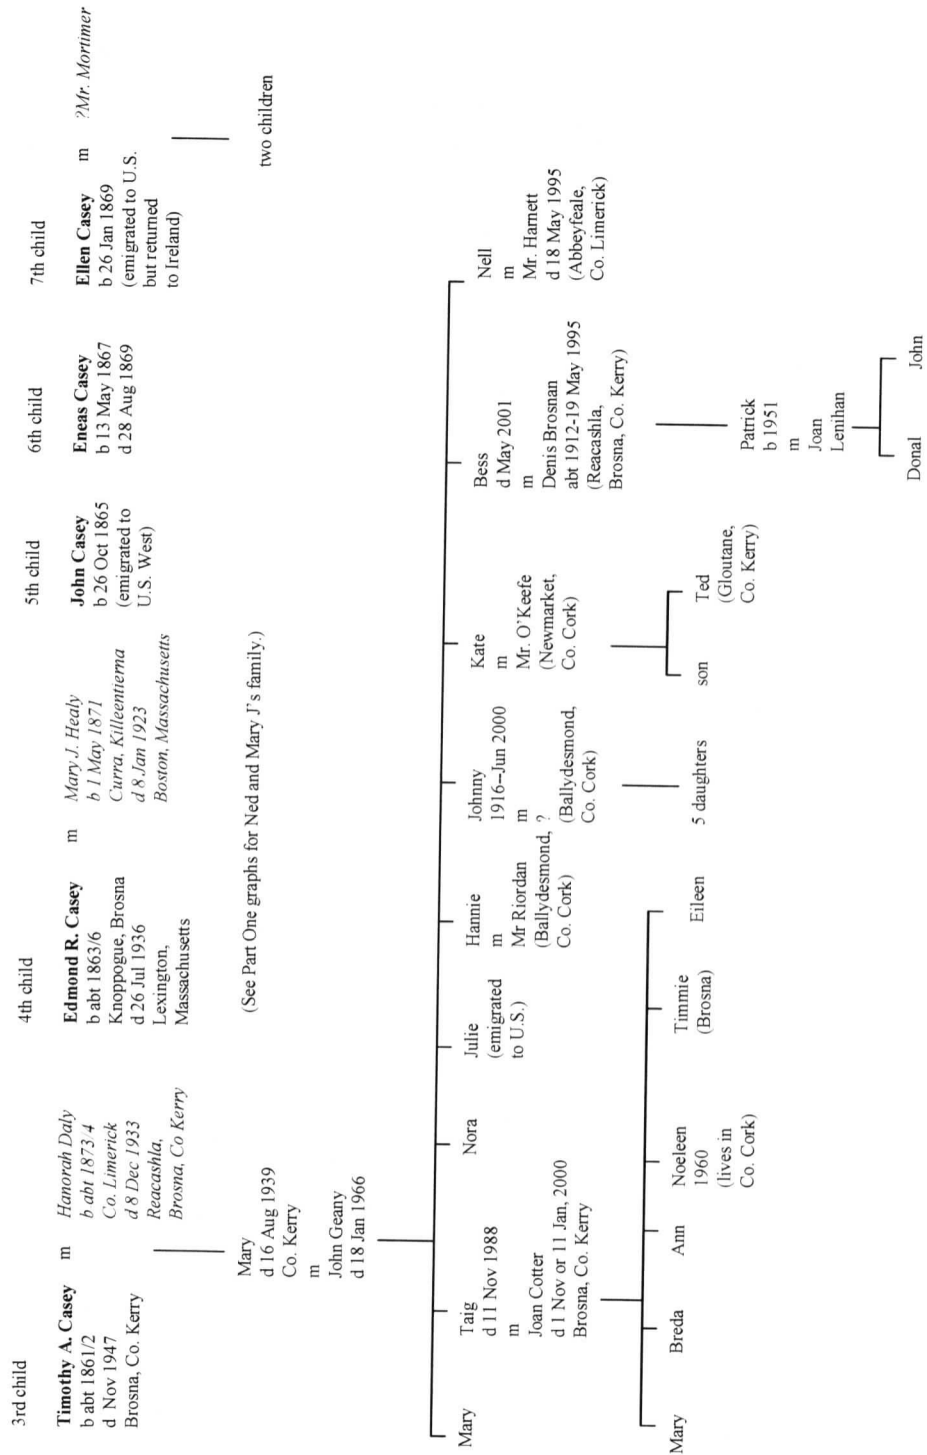 3rd child
Timothy A. Casey
b abt 1861/2
d Nov 1947
Brosna, Co. Kerry
m
Hanorah Daly
b abt 1873/4
Co. Limerick
d 8 Dec 1933
Reacashla,
Brosna, Co Kerry
4th child
Edmond R. Casey
b abt 1863/6
Knoppogue, Brosna
d 26 Jul 1936
Lexington,
Massachusetts
m
Mary J. Healy
b 1 May 1871
Curra, Killeentierna
d 8 Jan 1923
Boston, Massachusetts
5th child
John Casey
b 26 Oct 1865
(emigrated to
U.S. West)
6th child
Eneas Casey
b 13 May 1867
d 28 Aug 1869
7th child
Ellen Casey
b 26 Jan 1869
(emigrated to U.S.
but returned
to Ireland)
m
?Mr. Mortimer
two children
(See Part One graphs for Ned and Mary J's family.)
Mary
d 16 Aug 1939
Co. Kerry
m
John Geany
d 18 Jan 1966
Mary
Taig
d 11 Nov 1988
m
Joan Cotter
d 1 Nov or 11 Jan, 2000
Brosna, Co. Kerry
Nora
Julie
(emigrated
to U.S.)
Hannie
m
Mr Riordan
(Ballydesmond,
Co. Cork)
Johnny
1916–Jun 2000
m
?
(Ballydesmond,
Co. Cork)
Kate
m
Mr. O'Keefe
(Newmarket,
Co. Cork)
Bess
d May 2001
m
Denis Brosnan
abt 1912-19 May 1995
(Reacashla,
Brosna, Co. Kerry)
Nell
m
Mr. Harnett
d 18 May 1995
(Abbeyfeale,
Co. Limerick)
Mary
Breda
Ann
Noeleen
1960
(lives in
Co. Cork)
Timmie
(Brosna)
Eileen
5 daughters
son
Ted
(Gloutane,
Co. Kerry)
Patrick
b 1951
m
Joan
Lenihan
Donal
John